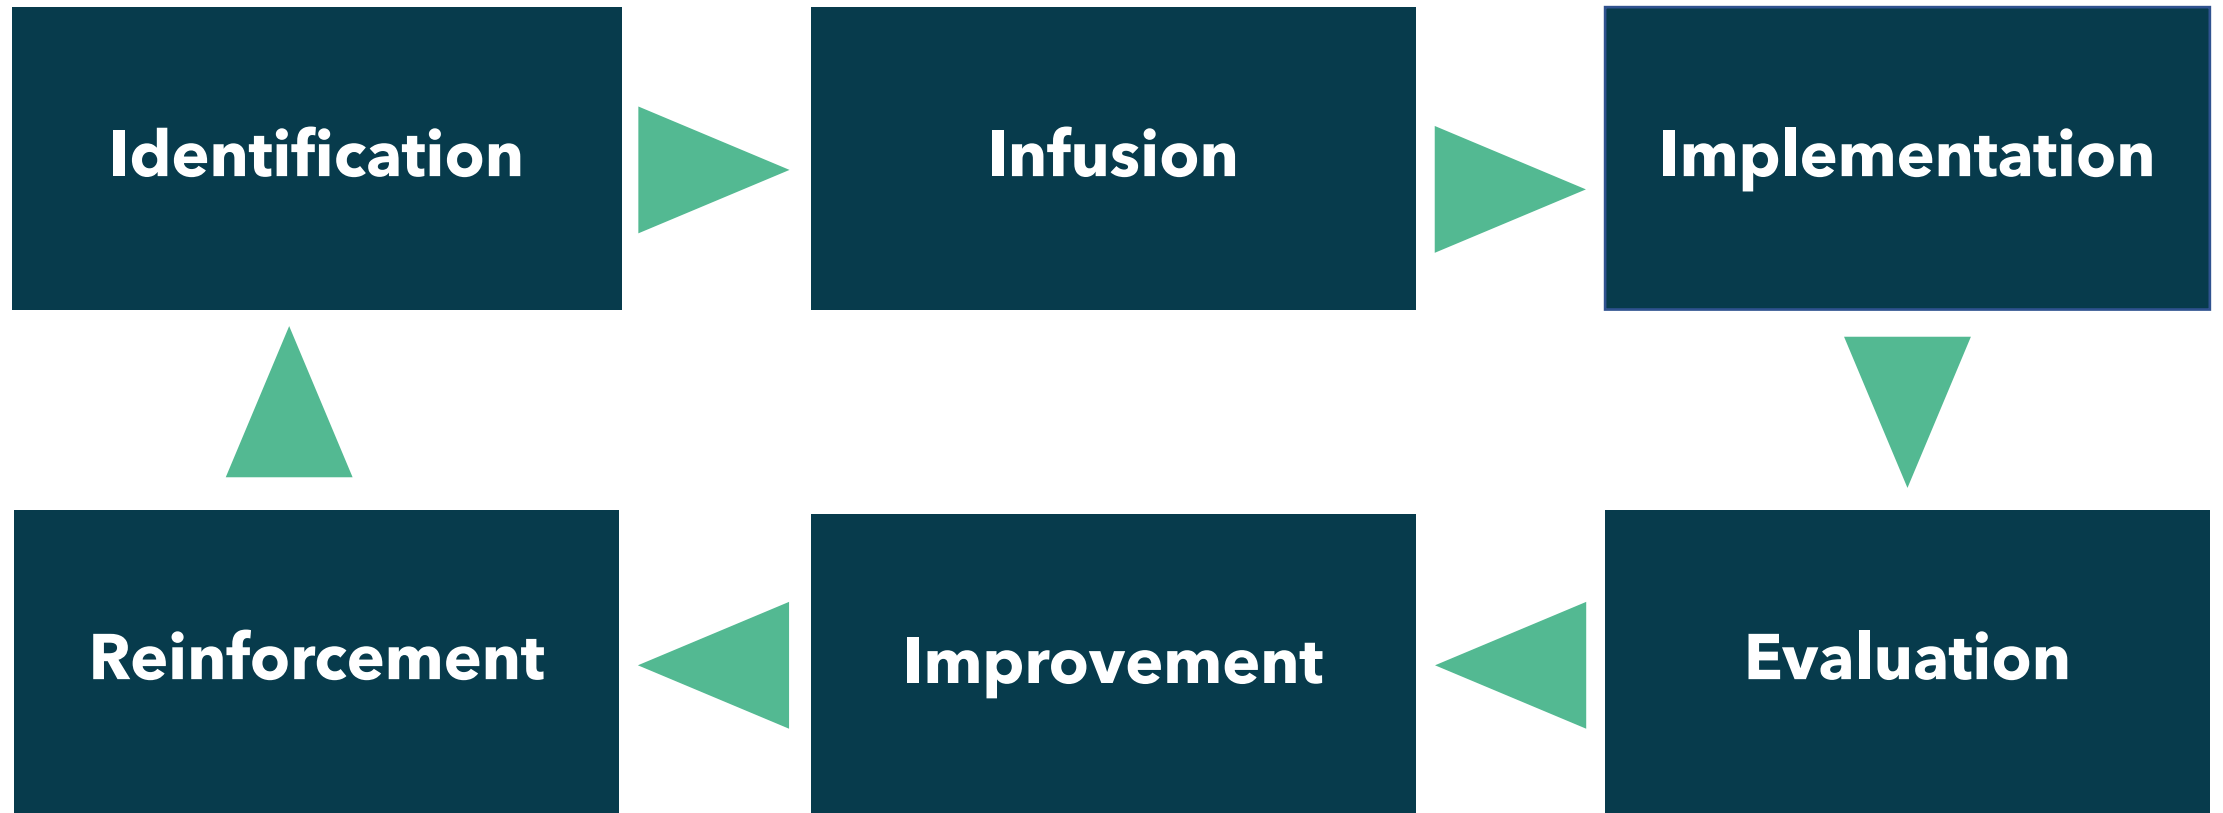 Identification
Infusion
Implementation
Reinforcement
Improvement
Evaluation